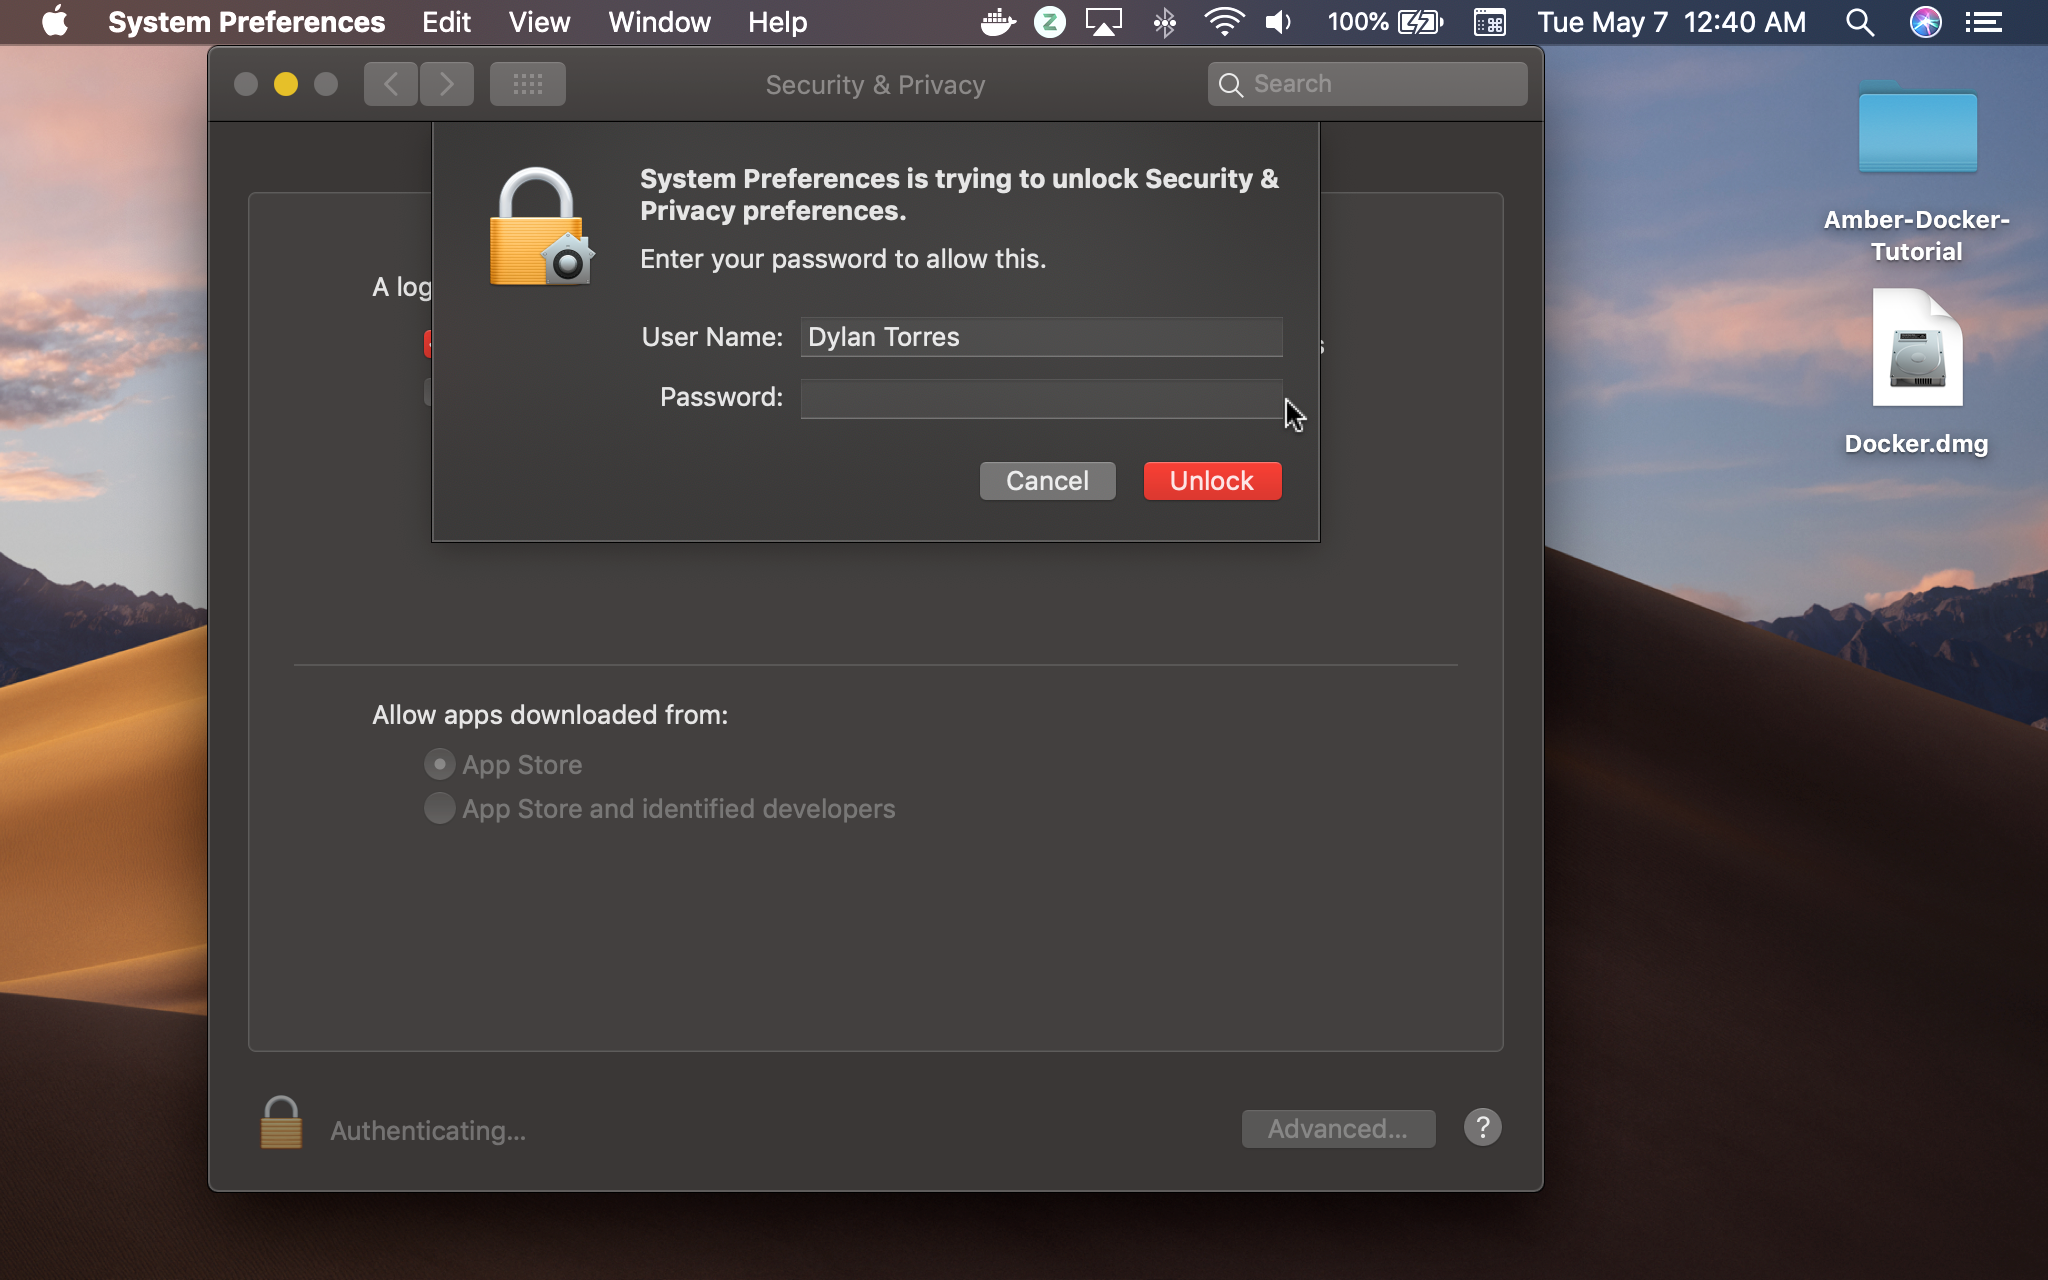 System Preferences Edit View Window Help 100% Tue May 7 12:40 AM
Security & Privacy Search
System Preferences is trying to unlock Security &
Privacy preferences.
Enter your password to allow this.
User Name: Dylan Torres
Password:
Cancel Unlock
A log
s
Allow apps downloaded from:
App Store
App Store and identified developers
Authenticating... Advanced... ?
Amber-Docker-
Tutorial
Docker.dmg